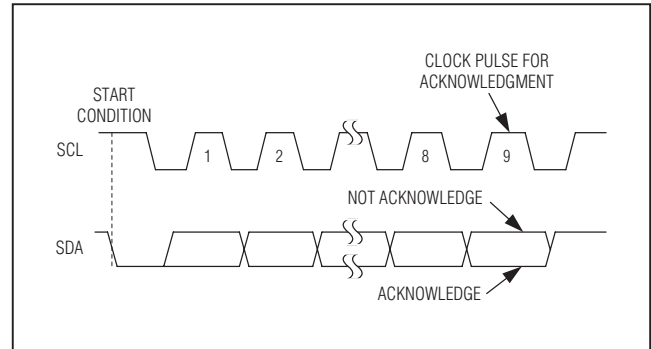 CLOCK PULSE FOR
ACKNOWLEDGMENT
START
CONDITION
SCL
1
2
8
9
NOT ACKNOWLEDGE
SDA
ACKNOWLEDGE